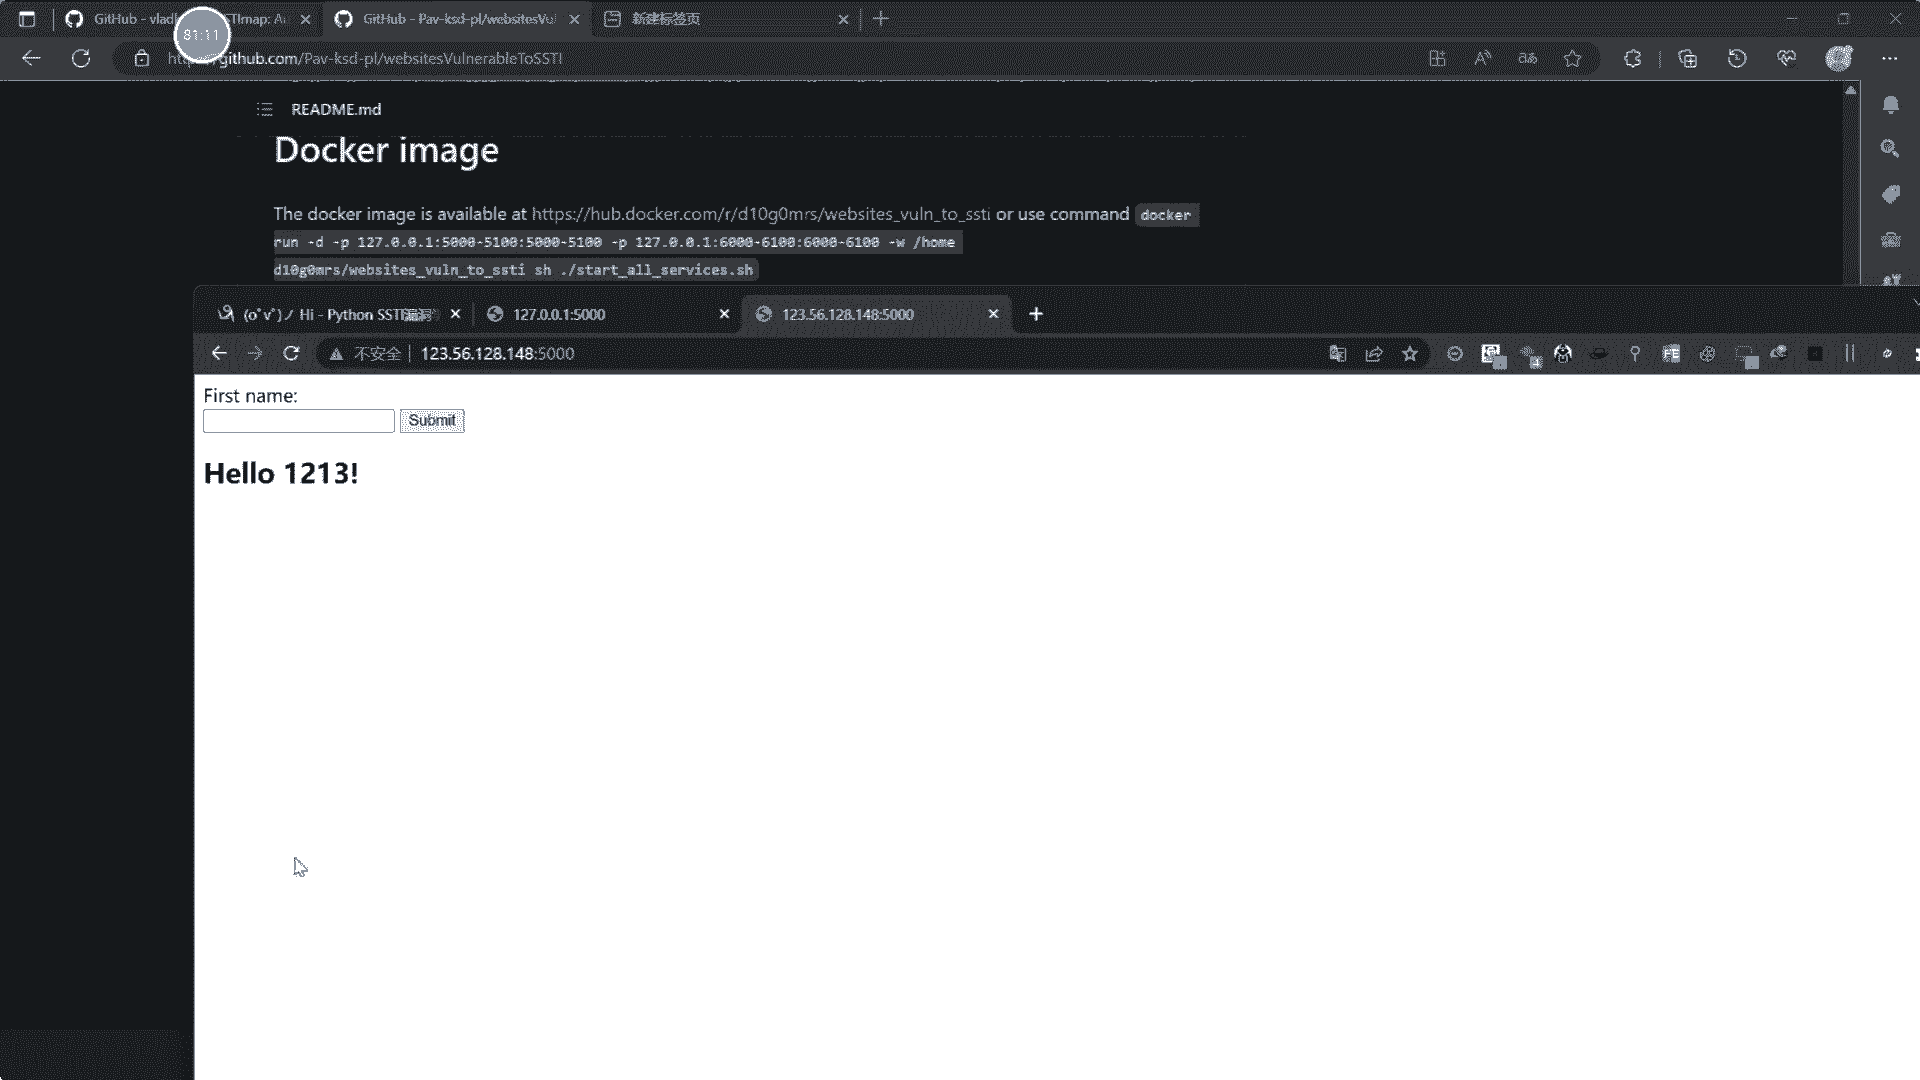 GitHub - vladk
STImap: Au
GitHub - Pav-ksd-pl/websitesVul
新建标签页
81:11
github.com/Pav-ksd-pl/websitesVulnerableToSSTI
README.md
Docker image
The docker image is available at https://hub.docker.com/r/d10g0mrs/websites_vuln_to_ssti or use command docker
run -d -p 127.0.0.1:5000-5100:5000-5100 -p 127.0.0.1:6000-6100:6000-6100 -w /home
d10g0mrs/websites_vuln_to_ssti sh ./start_all_services.sh
(o˚v˚)ノ Hi - Python SSTI漏洞
127.0.0.1:5000
123.56.128.148:5000
不安全
123.56.128.148:5000
First name:
Submit
Hello 1213!